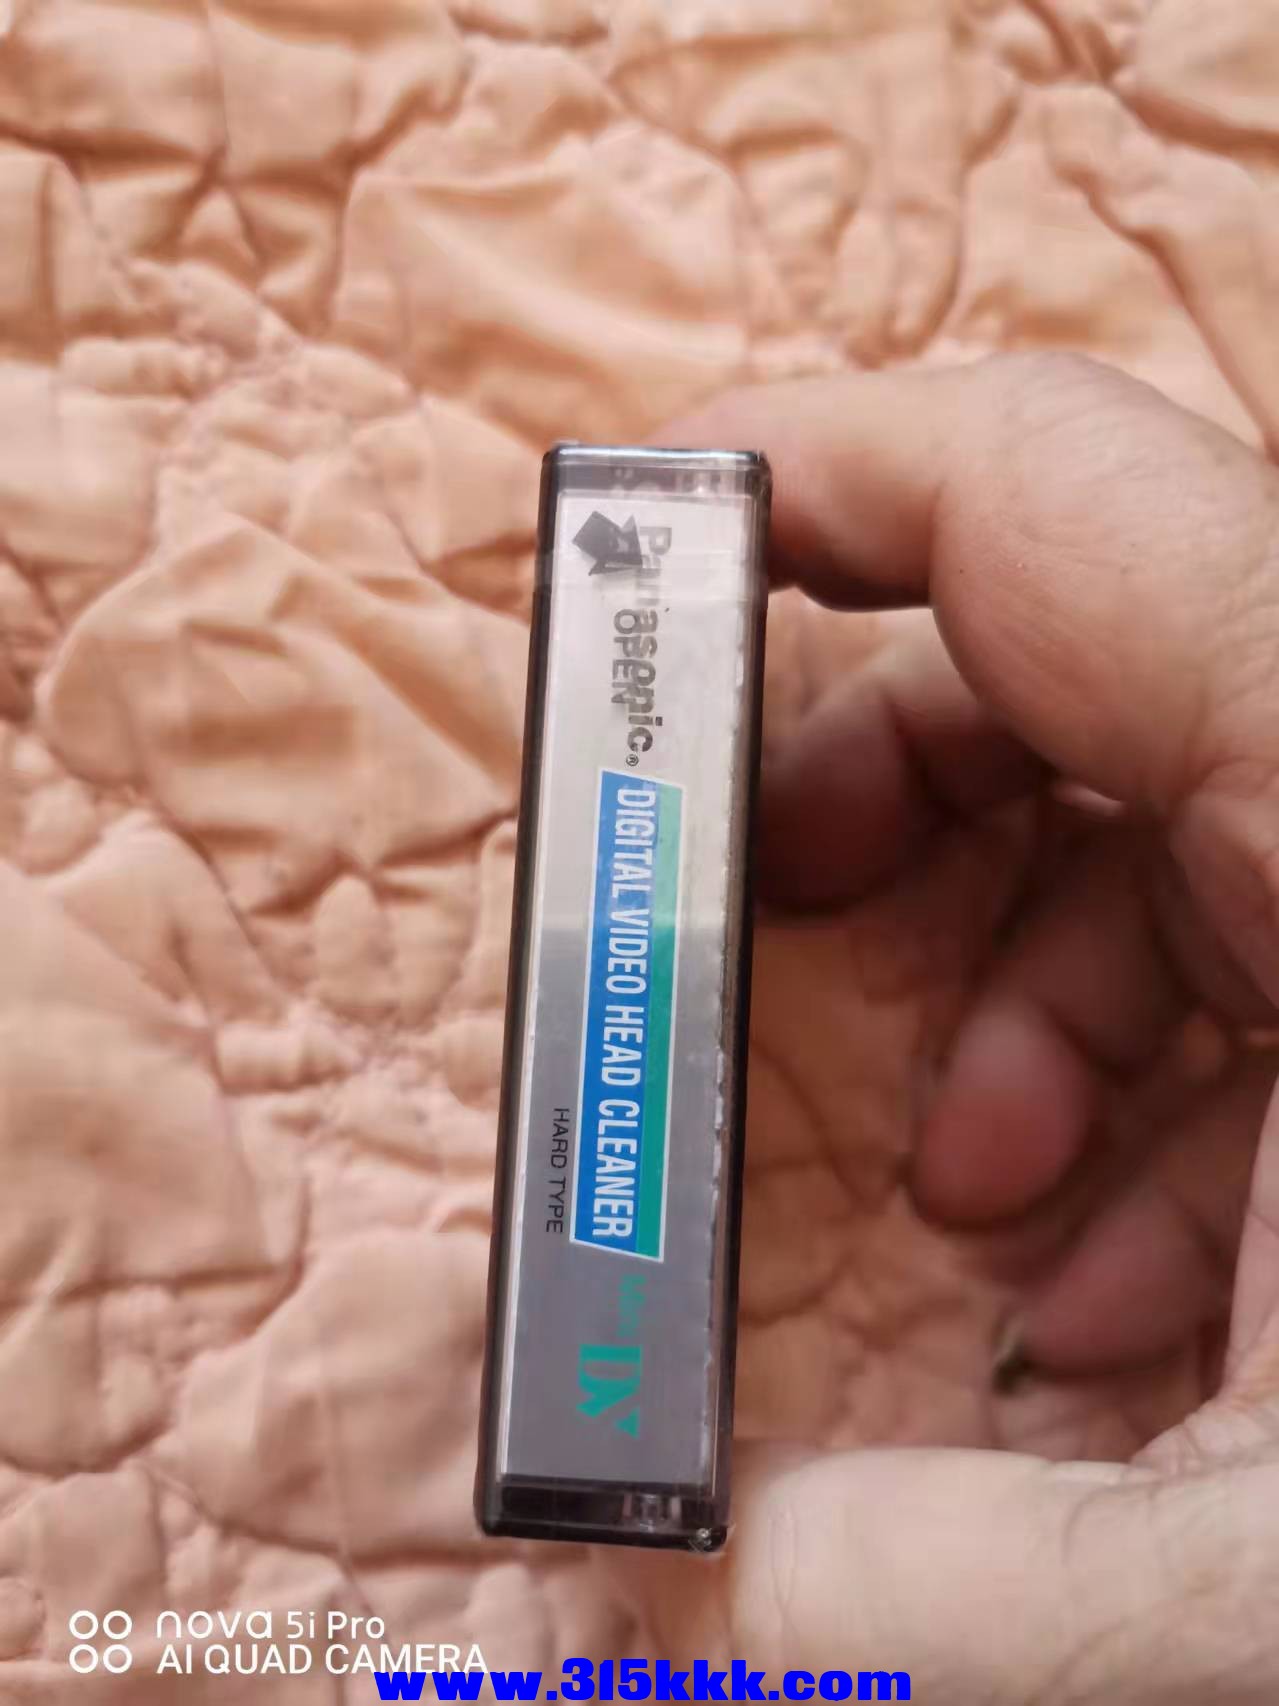 Panasonic®
OPEN
DIGITAL VIDEO HEAD CLEANER
HARD TYPE
Mini DV
nova 5i Pro
AI QUAD CAMERA
www.315kkk.com